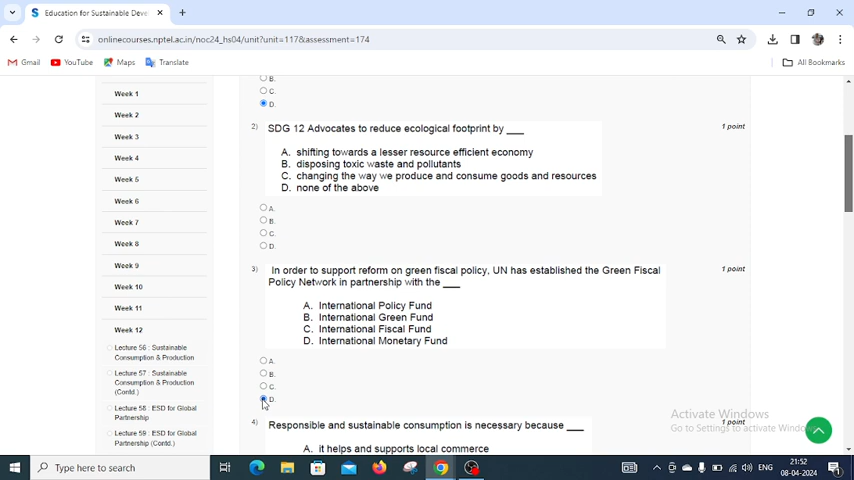 Education for Sustainable Deve
onlinecourses.nptel.ac.in/noc24_hs04/unit?unit=117&assessment=174
Gmail YouTube Maps Translate All Bookmarks
Week 1
Week 2
Week 3
Week 4
Week 5
Week 6
Week 7
Week 8
Week 9
Week 10
Week 11
Week 12
Lecture 56 : Sustainable
Consumption & Production
Lecture 57 : Sustainable
Consumption & Production
(Contd.)
Lecture 58 : ESD for Global
Partnership
Lecture 59 : ESD for Global
Partnership (Contd.)
B.
C.
D.
2) SDG 12 Advocates to reduce ecological footprint by ___ 1 point
A. shifting towards a lesser resource efficient economy
B. disposing toxic waste and pollutants
C. changing the way we produce and consume goods and resources
D. none of the above
A.
B.
C.
D.
3) In order to support reform on green fiscal policy, UN has established the Green Fiscal 1 point
Policy Network in partnership with the ___
A. International Policy Fund
B. International Green Fund
C. International Fiscal Fund
D. International Monetary Fund
A.
B.
C.
D.
4) Responsible and sustainable consumption is necessary because ___ 1 point
A. it helps and supports local commerce
Activate Windows
Go to Settings to activate Windo
Type here to search
ENG
21:52
08-04-2024